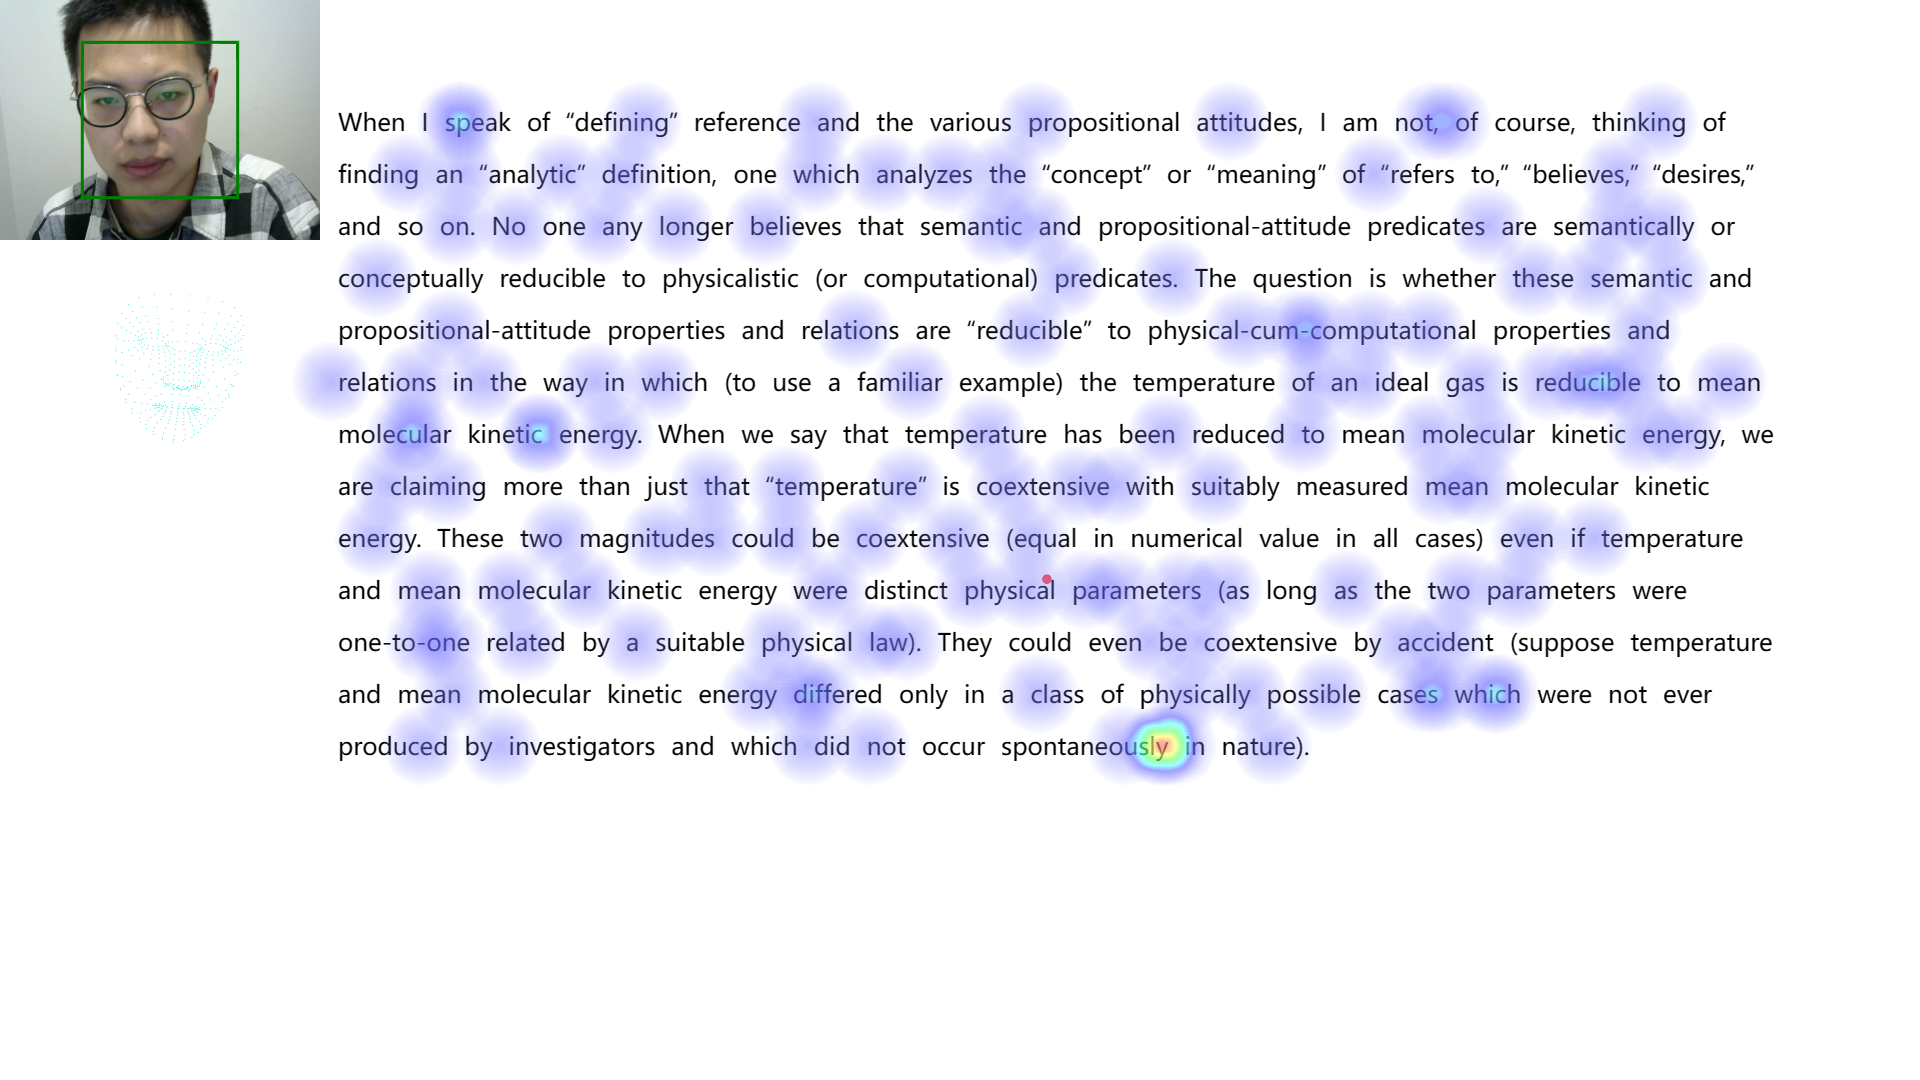 When I speak of “defining” reference and the various propositional attitudes, I am not, of course, thinking of
finding an “analytic” definition, one which analyzes the “concept” or “meaning” of “refers to,” “believes,” “desires,”
and so on. No one any longer believes that semantic and propositional-attitude predicates are semantically or
conceptually reducible to physicalistic (or computational) predicates. The question is whether these semantic and
propositional-attitude properties and relations are “reducible” to physical-cum-computational properties and
relations in the way in which (to use a familiar example) the temperature of an ideal gas is reducible to mean
molecular kinetic energy. When we say that temperature has been reduced to mean molecular kinetic energy, we
are claiming more than just that “temperature” is coextensive with suitably measured mean molecular kinetic
energy. These two magnitudes could be coextensive (equal in numerical value in all cases) even if temperature
and mean molecular kinetic energy were distinct physical parameters (as long as the two parameters were
one-to-one related by a suitable physical law). They could even be coextensive by accident (suppose temperature
and mean molecular kinetic energy differed only in a class of physically possible cases which were not ever
produced by investigators and which did not occur spontaneously in nature).